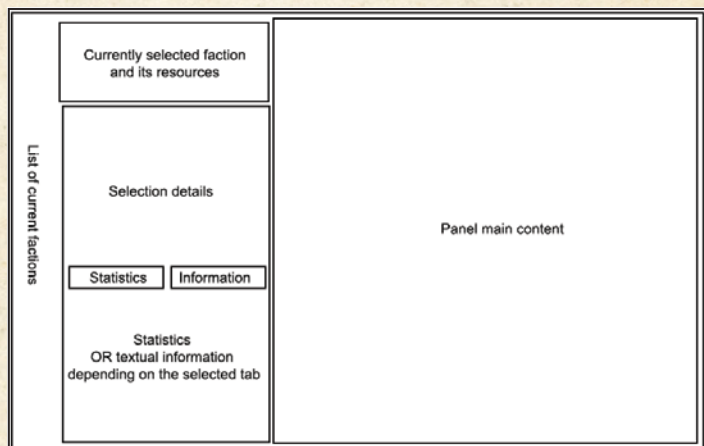 List of current factions
Currently selected faction
and its resources
Selection details
Statistics
Information
Statistics
OR textual information
depending on the selected tab
Panel main content